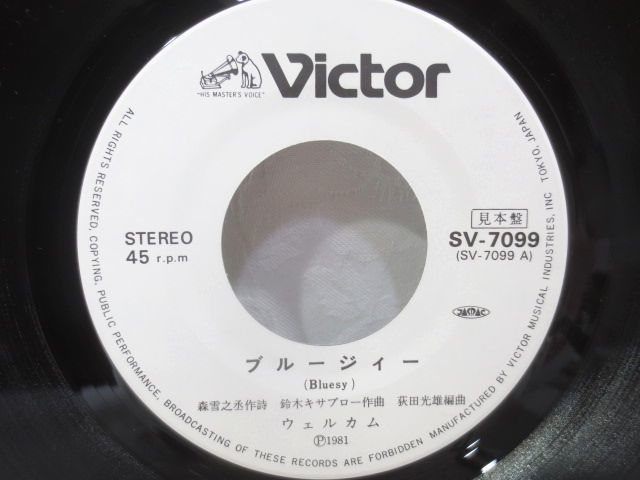 Victor
"HIS MASTER'S VOICE"
STEREO
45 r.p.m
見本盤
SV-7099
(SV-7099 A)
JASRAC
ブルージィー
(Bluesy)
森雪之丞作詩 鈴木キサブロー作曲 萩田光雄編曲
ウェルカム
Ⓟ1981
ALL RIGHTS RESERVED. COPYING. PUBLIC PERFORMANCE, BROADCASTING OF THESE RECORDS ARE FORBIDDEN MANUFACTURED BY VICTOR MUSICAL INDUSTRIES, INC TOKYO, JAPAN